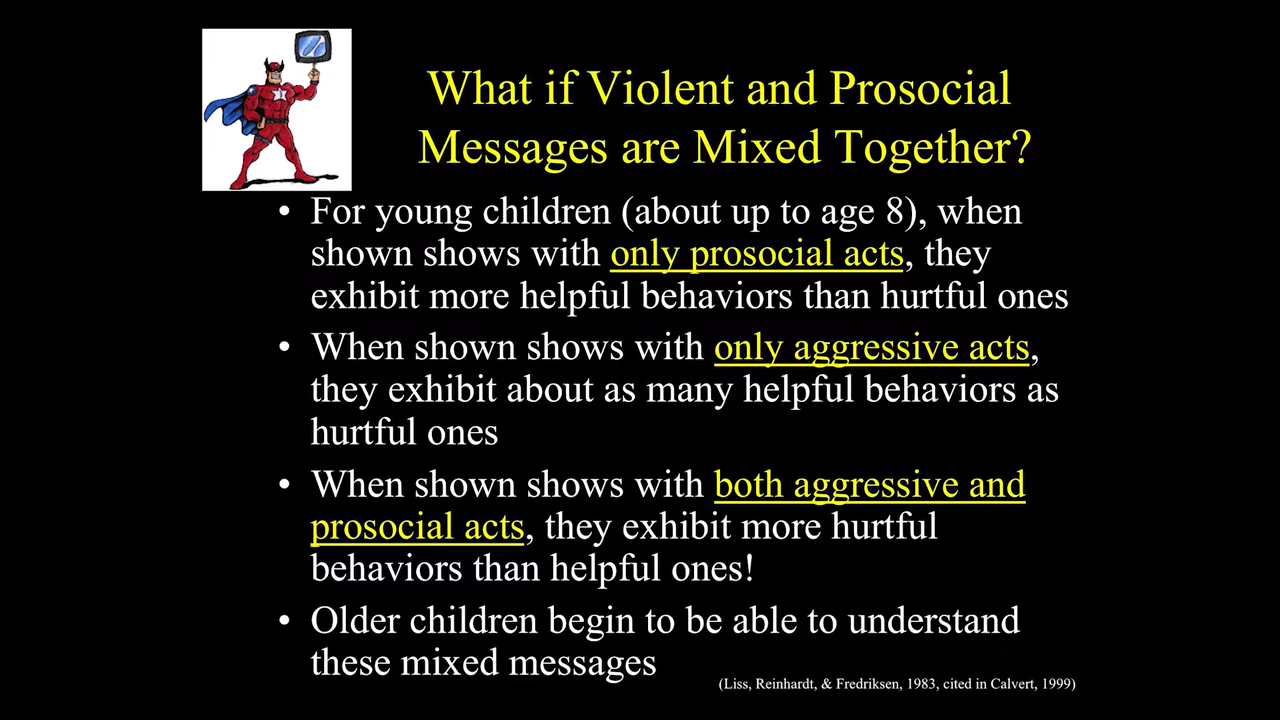 What if Violent and Prosocial
Messages are Mixed Together?
• For young children (about up to age 8), when
shown shows with only prosocial acts, they
exhibit more helpful behaviors than hurtful ones
• When shown shows with only aggressive acts,
they exhibit about as many helpful behaviors as
hurtful ones
• When shown shows with both aggressive and
prosocial acts, they exhibit more hurtful
behaviors than helpful ones!
• Older children begin to be able to understand
these mixed messages
(Liss, Reinhardt, & Fredriksen, 1983, cited in Calvert, 1999)